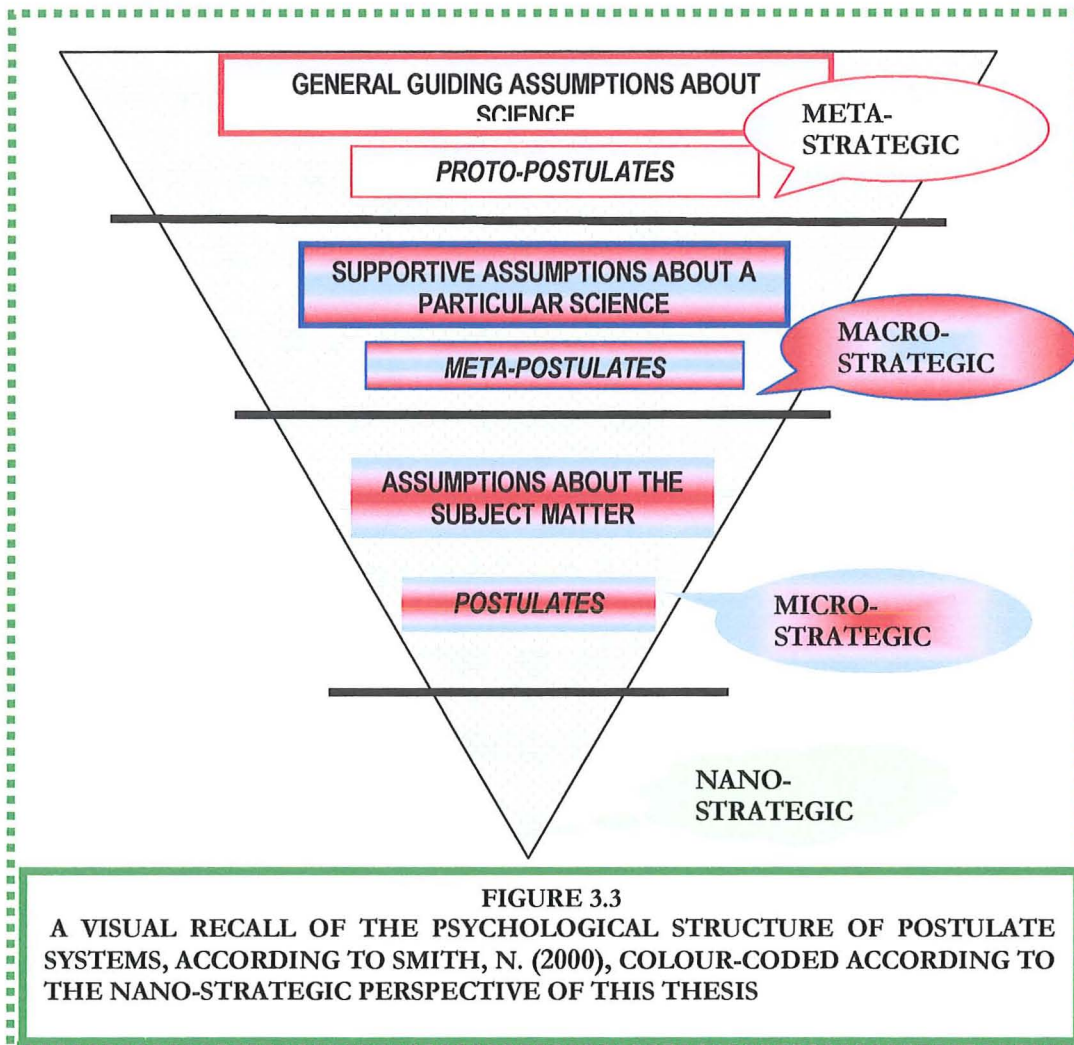 GENERAL GUIDING ASSUMPTIONS ABOUT
SCIENCE
META-
STRATEGIC
PROTO-POSTULATES
SUPPORTIVE ASSUMPTIONS ABOUT A
PARTICULAR SCIENCE
MACRO-
STRATEGIC
META-POSTULATES
ASSUMPTIONS ABOUT THE
SUBJECT MATTER
POSTULATES
MICRO-
STRATEGIC
NANO-
STRATEGIC
FIGURE 3.3
A VISUAL RECALL OF THE PSYCHOLOGICAL STRUCTURE OF POSTULATE
SYSTEMS, ACCORDING TO SMITH, N. (2000), COLOUR-CODED ACCORDING TO
THE NANO-STRATEGIC PERSPECTIVE OF THIS THESIS